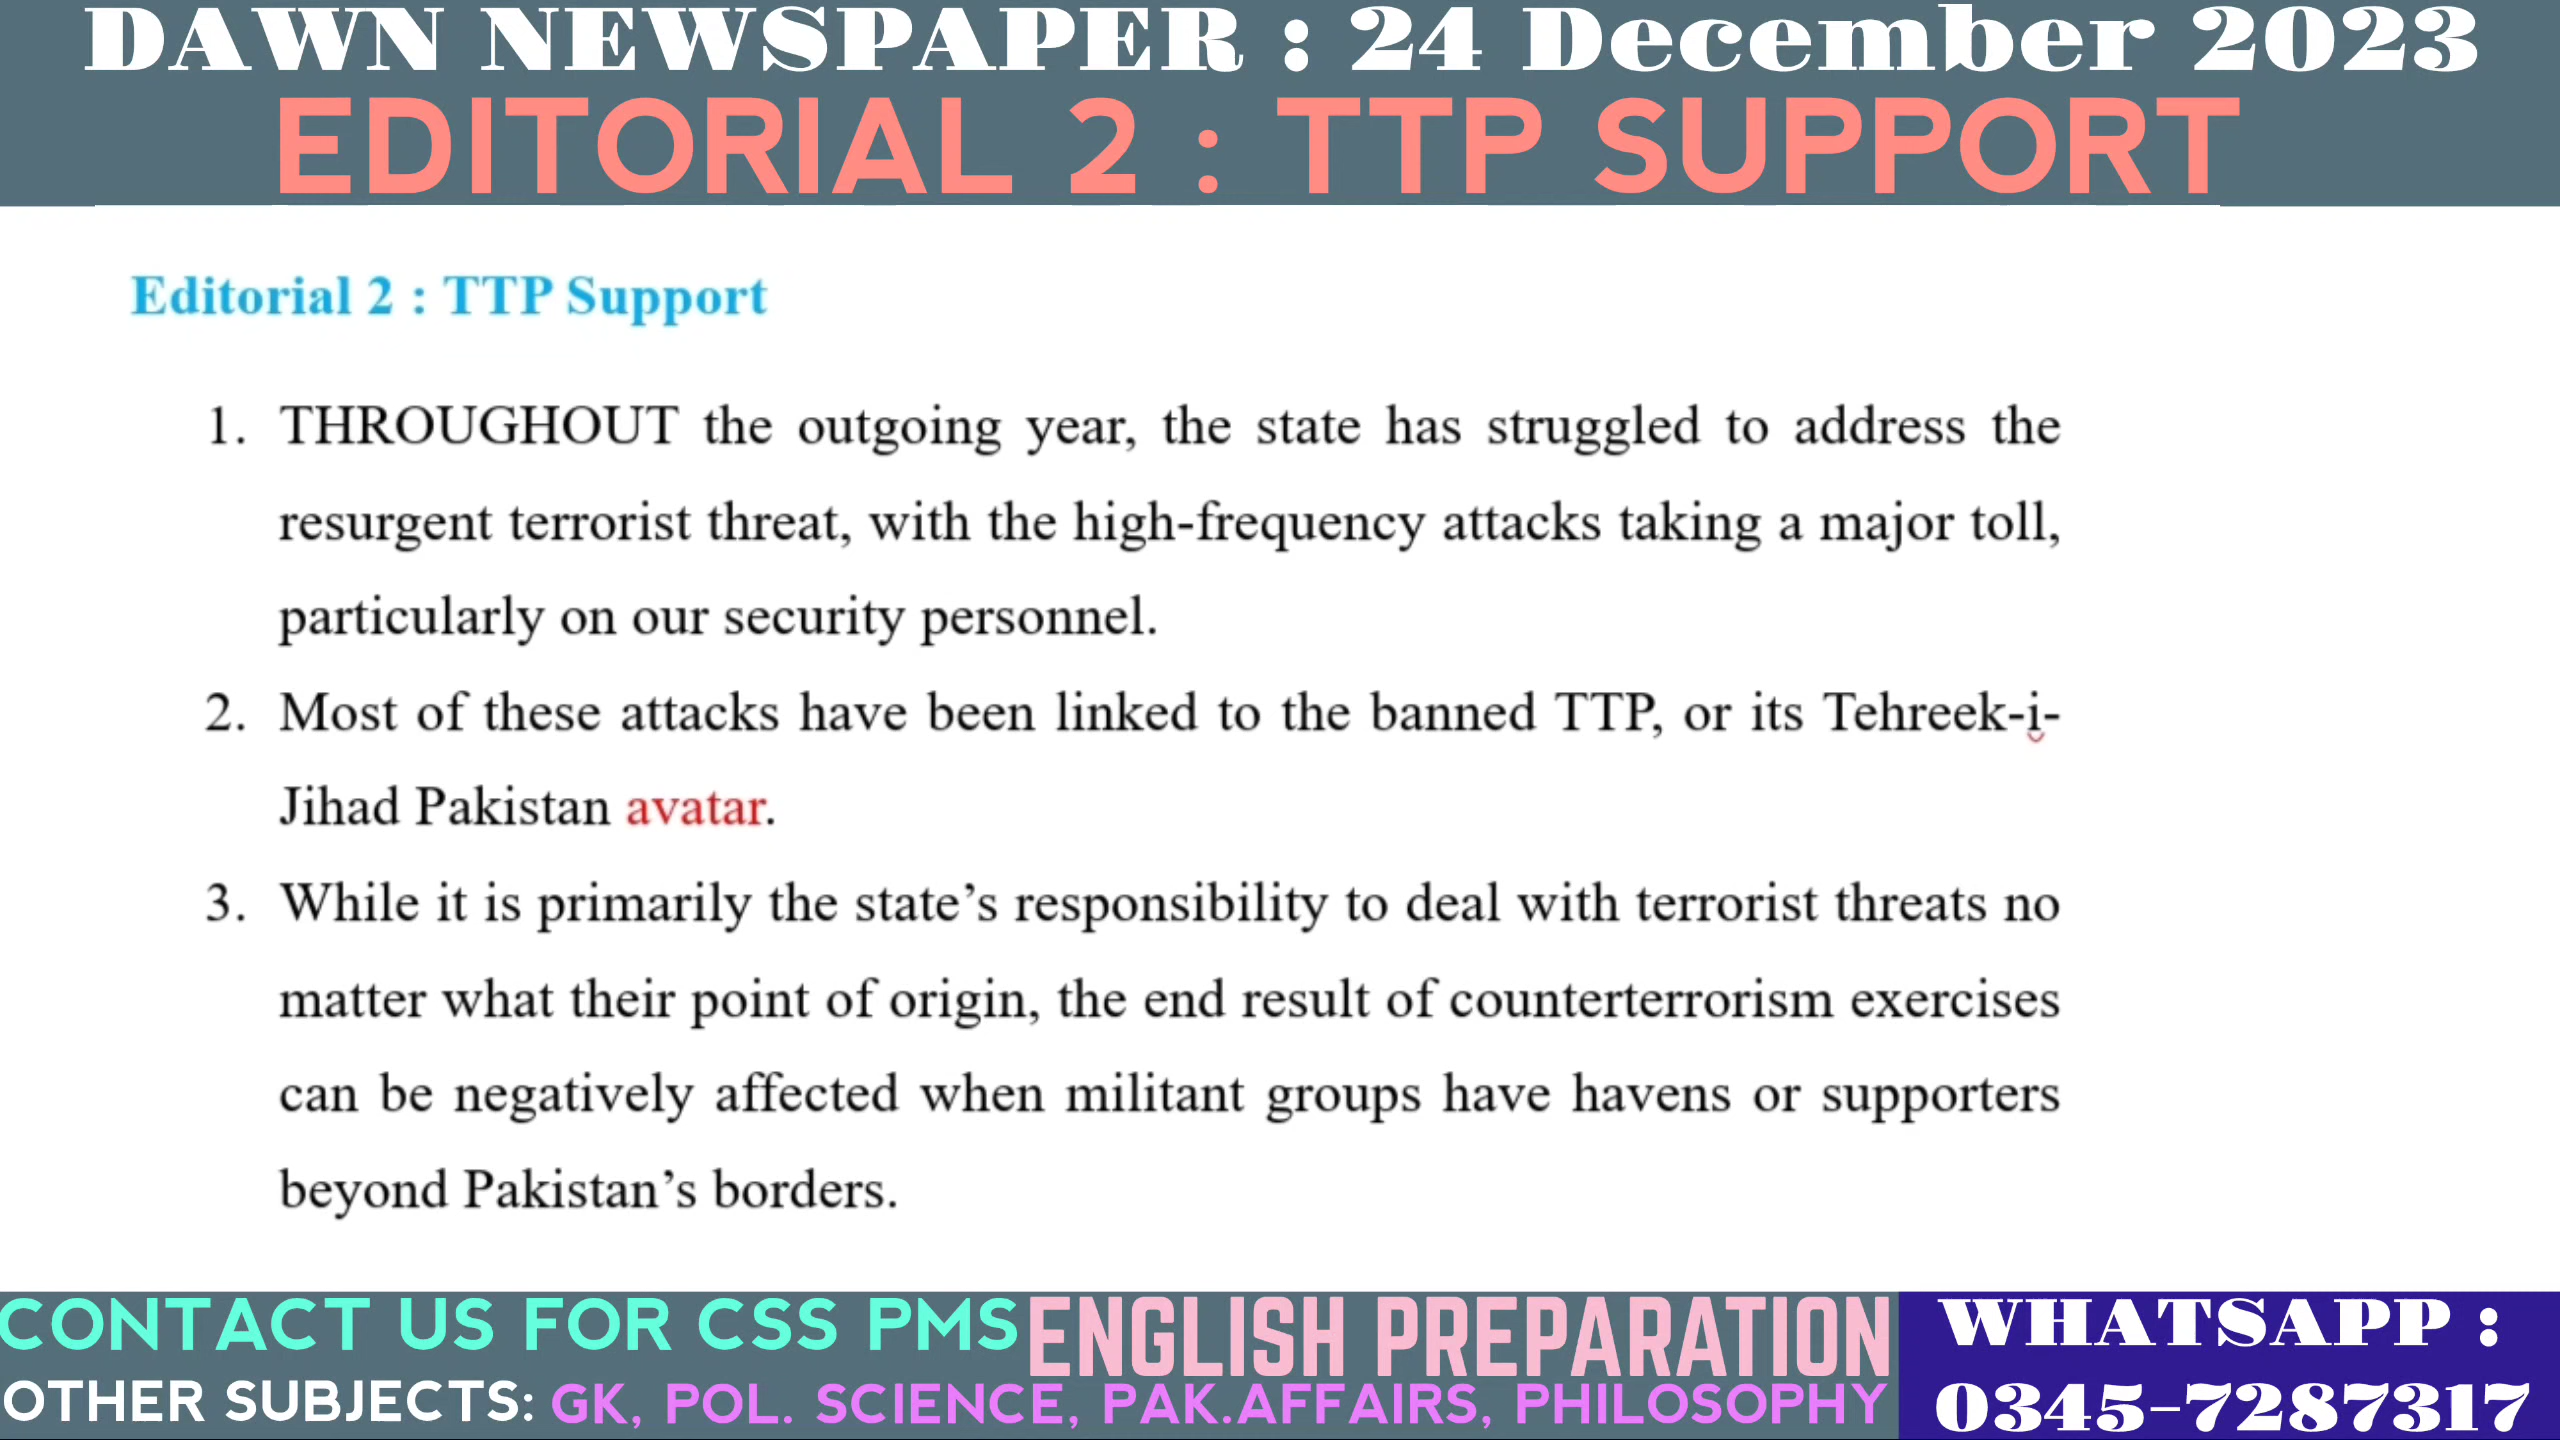 DAWN NEWSPAPER : 24 December 2023
EDITORIAL 2 : TTP SUPPORT
Editorial 2 : TTP Support
1. THROUGHOUT the outgoing year, the state has struggled to address the
resurgent terrorist threat, with the high-frequency attacks taking a major toll,
particularly on our security personnel.
2. Most of these attacks have been linked to the banned TTP, or its Tehreek-i-
Jihad Pakistan avatar.
3. While it is primarily the state’s responsibility to deal with terrorist threats no
matter what their point of origin, the end result of counterterrorism exercises
can be negatively affected when militant groups have havens or supporters
beyond Pakistan’s borders.
CONTACT US FOR CSS PMS ENGLISH PREPARATION
OTHER SUBJECTS: GK, POL. SCIENCE, PAK.AFFAIRS, PHILOSOPHY
WHATSAPP :
0345-7287317